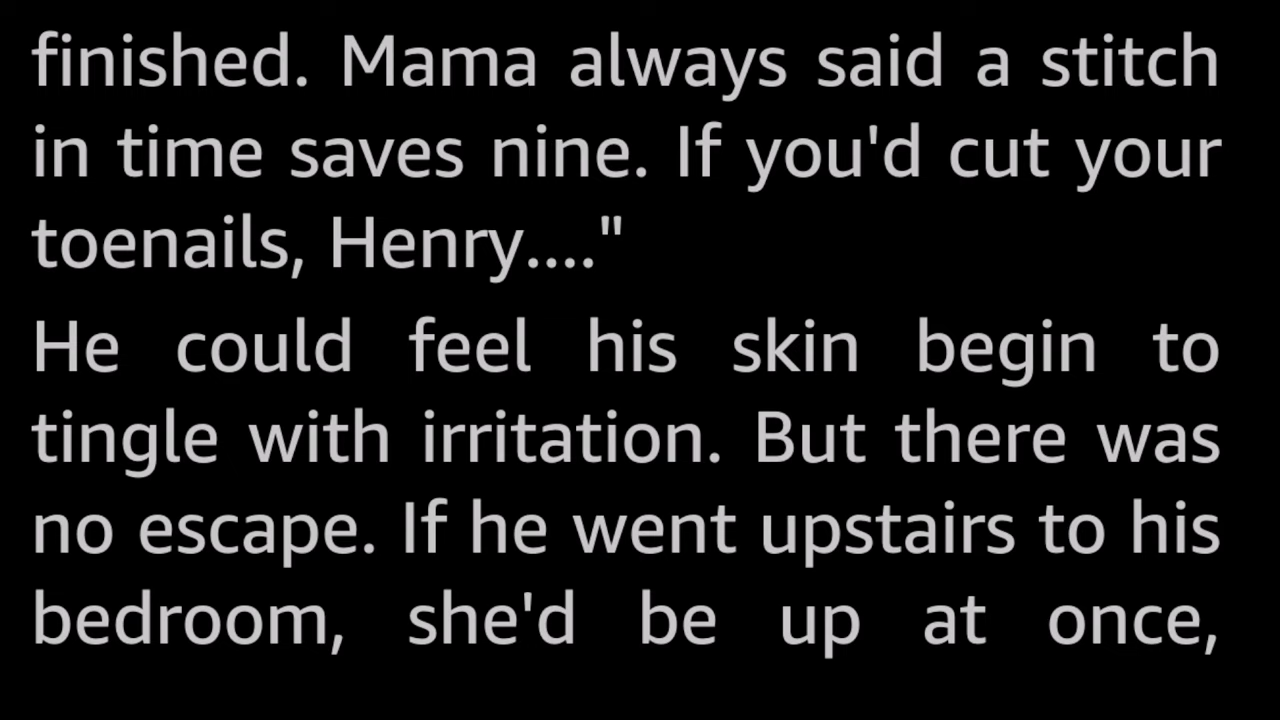 finished. Mama always said a stitch
in time saves nine. If you'd cut your
toenails, Henry...."
He could feel his skin begin to
tingle with irritation. But there was
no escape. If he went upstairs to his
bedroom, she'd be up at once,